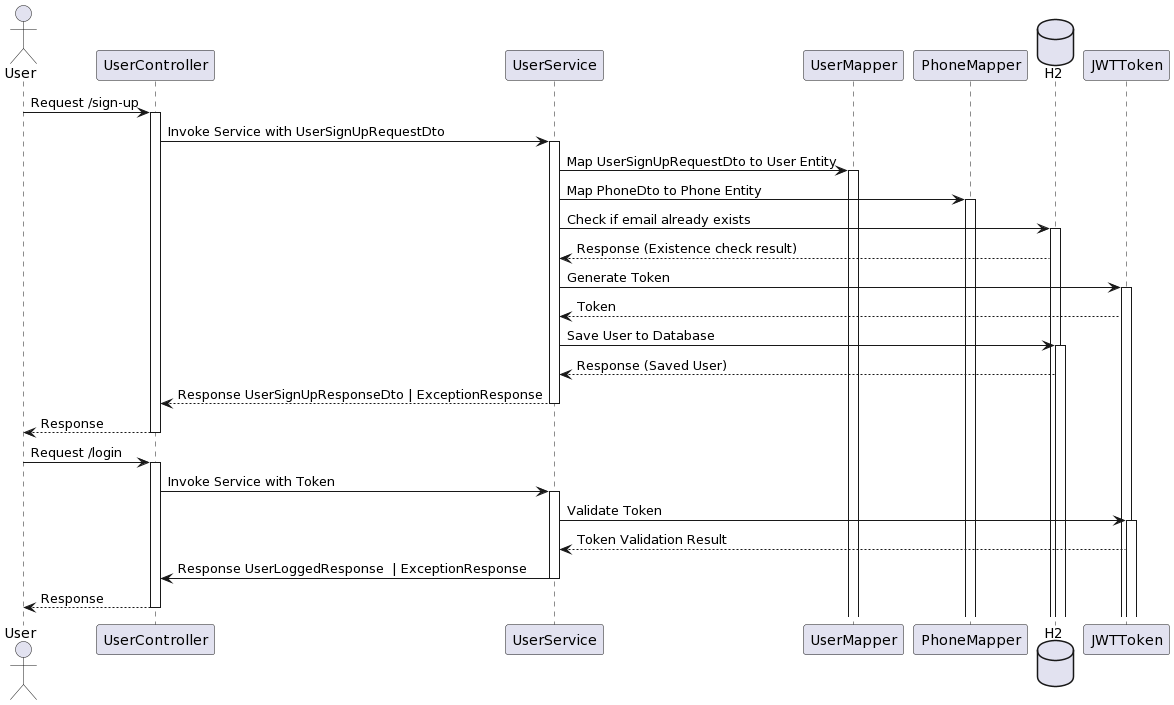 User
UserController
UserService
UserMapper
PhoneMapper
H2
JWTToken
Request /sign-up
Invoke Service with UserSignUpRequestDto
Map UserSignUpRequestDto to User Entity
Map PhoneDto to Phone Entity
Check if email already exists
Response (Existence check result)
Generate Token
Token
Save User to Database
Response (Saved User)
Response UserSignUpResponseDto | ExceptionResponse
Response
Request /login
Invoke Service with Token
Validate Token
Token Validation Result
Response UserLoggedResponse  | ExceptionResponse
Response
User
UserController
UserService
UserMapper
PhoneMapper
H2
JWTToken